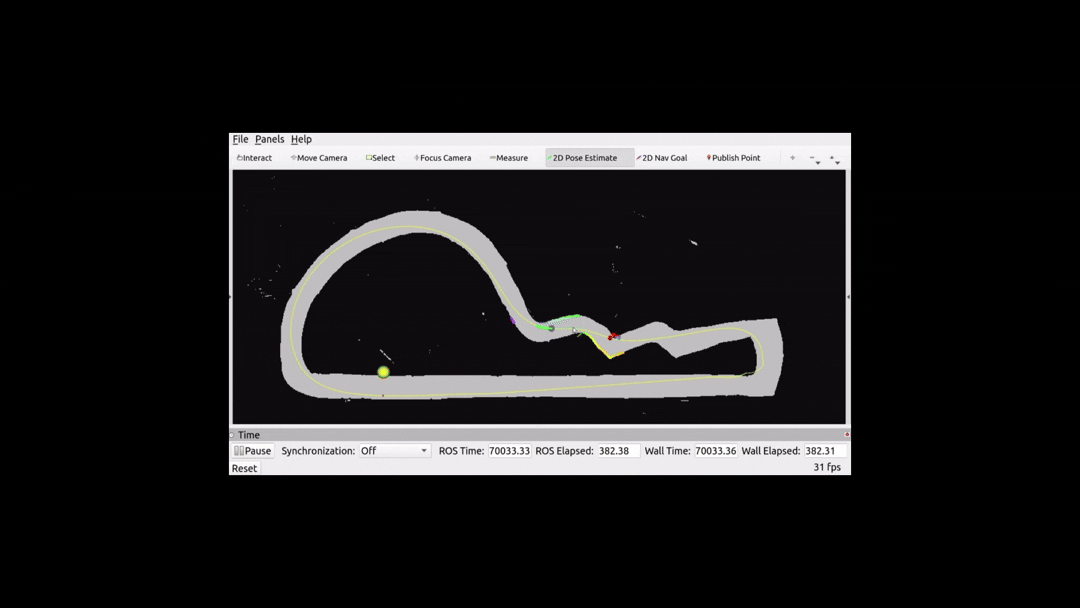 File Panels Help
Interact Move Camera Select Focus Camera Measure 2D Pose Estimate 2D Nav Goal Publish Point
Time
Pause Synchronization: Off ROS Time: 70033.33 ROS Elapsed: 382.38 Wall Time: 70033.36 Wall Elapsed: 382.31
Reset 31 fps